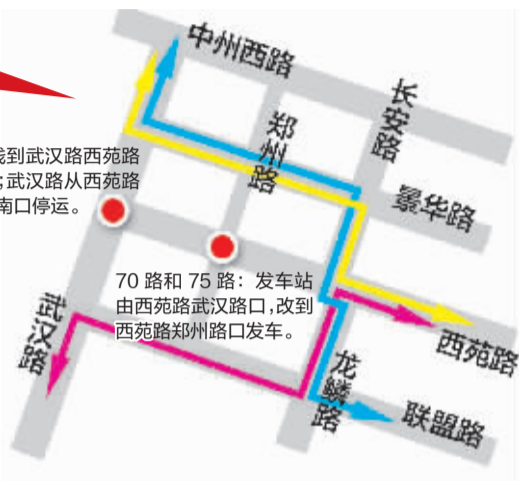 中州西路
长安路
郑州路
线到武汉路西苑路
；武汉路从西苑路
南口停运。
景华路
70 路和 75 路：发车站
由西苑路武汉路口，改到
西苑路郑州路口发车。
武汉路
西苑路
龙鳞路
联盟路